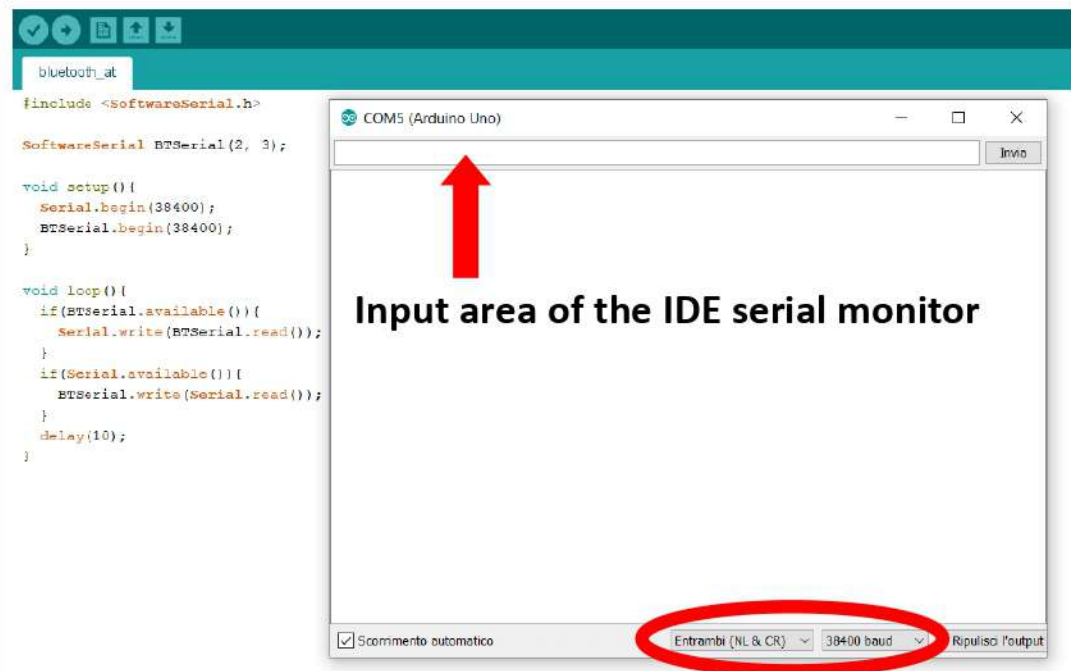 bluetooth_at
#include <SoftwareSerial.h>
SoftwareSerial BTSerial(2, 3);
void setup(){
Serial.begin(38400);
BTSerial.begin(38400);
}
void loop(){
if(BTSerial.available()){
Serial.write(BTSerial.read());
}
if(Serial.available()){
BTSerial.write(Serial.read());
}
delay(10);
}
COM5 (Arduino Uno)
Invio
Input area of the IDE serial monitor
Scorrimento automatico
Entrambi (NL & CR)
38400 baud
Ripulisci l'output